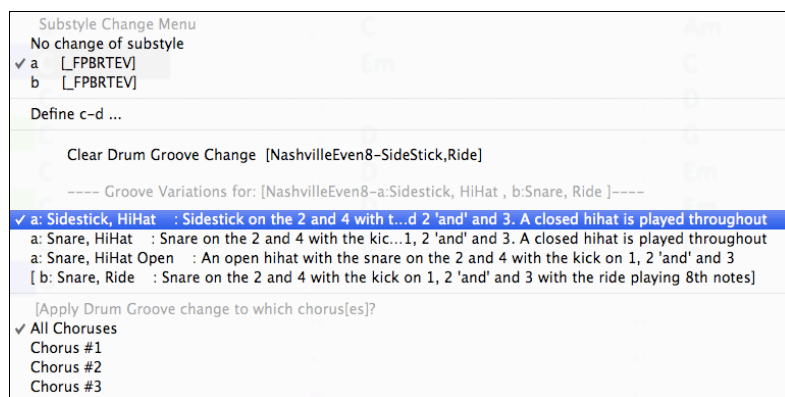 Substyle Change Menu
No change of substyle
✓ a [_FPBRTEV]
b [_FPBRTEV]
Define c-d ...
Clear Drum Groove Change [NashvilleEven8-SideStick,Ride]
---- Groove Variations for: [NashvilleEven8-a:Sidestick, HiHat , b:Snare, Ride ]----
✓ a: Sidestick, HiHat : Sidestick on the 2 and 4 with t...d 2 'and' and 3. A closed hihat is played throughout
a: Snare, HiHat : Snare on the 2 and 4 with the kic...1, 2 'and' and 3. A closed hihat is played throughout
a: Snare, HiHat Open : An open hihat with the snare on the 2 and 4 with the kick on 1, 2 'and' and 3
[ b: Snare, Ride : Snare on the 2 and 4 with the kick on 1, 2 'and' and 3 with the ride playing 8th notes]
[Apply Drum Groove change to which chorus[es]?
✓ All Choruses
Chorus #1
Chorus #2
Chorus #3